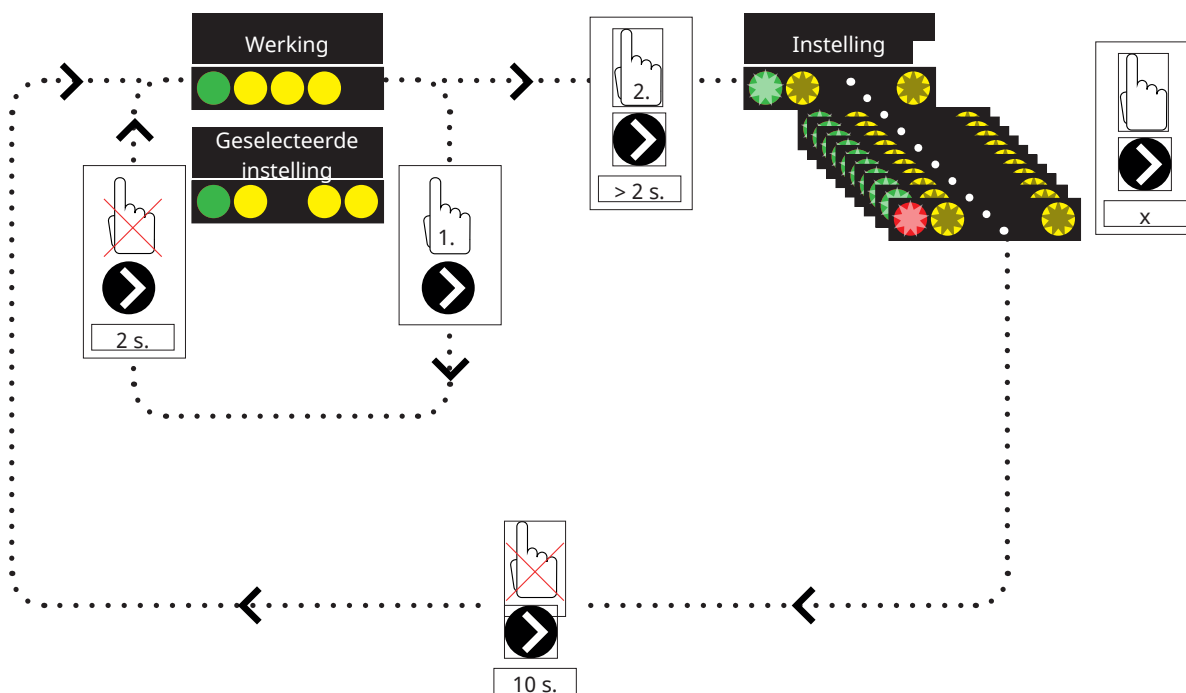 Werking
Geselecteerde
instelling
2 s.
1.
2.
> 2 s.
Instelling
x
10 s.